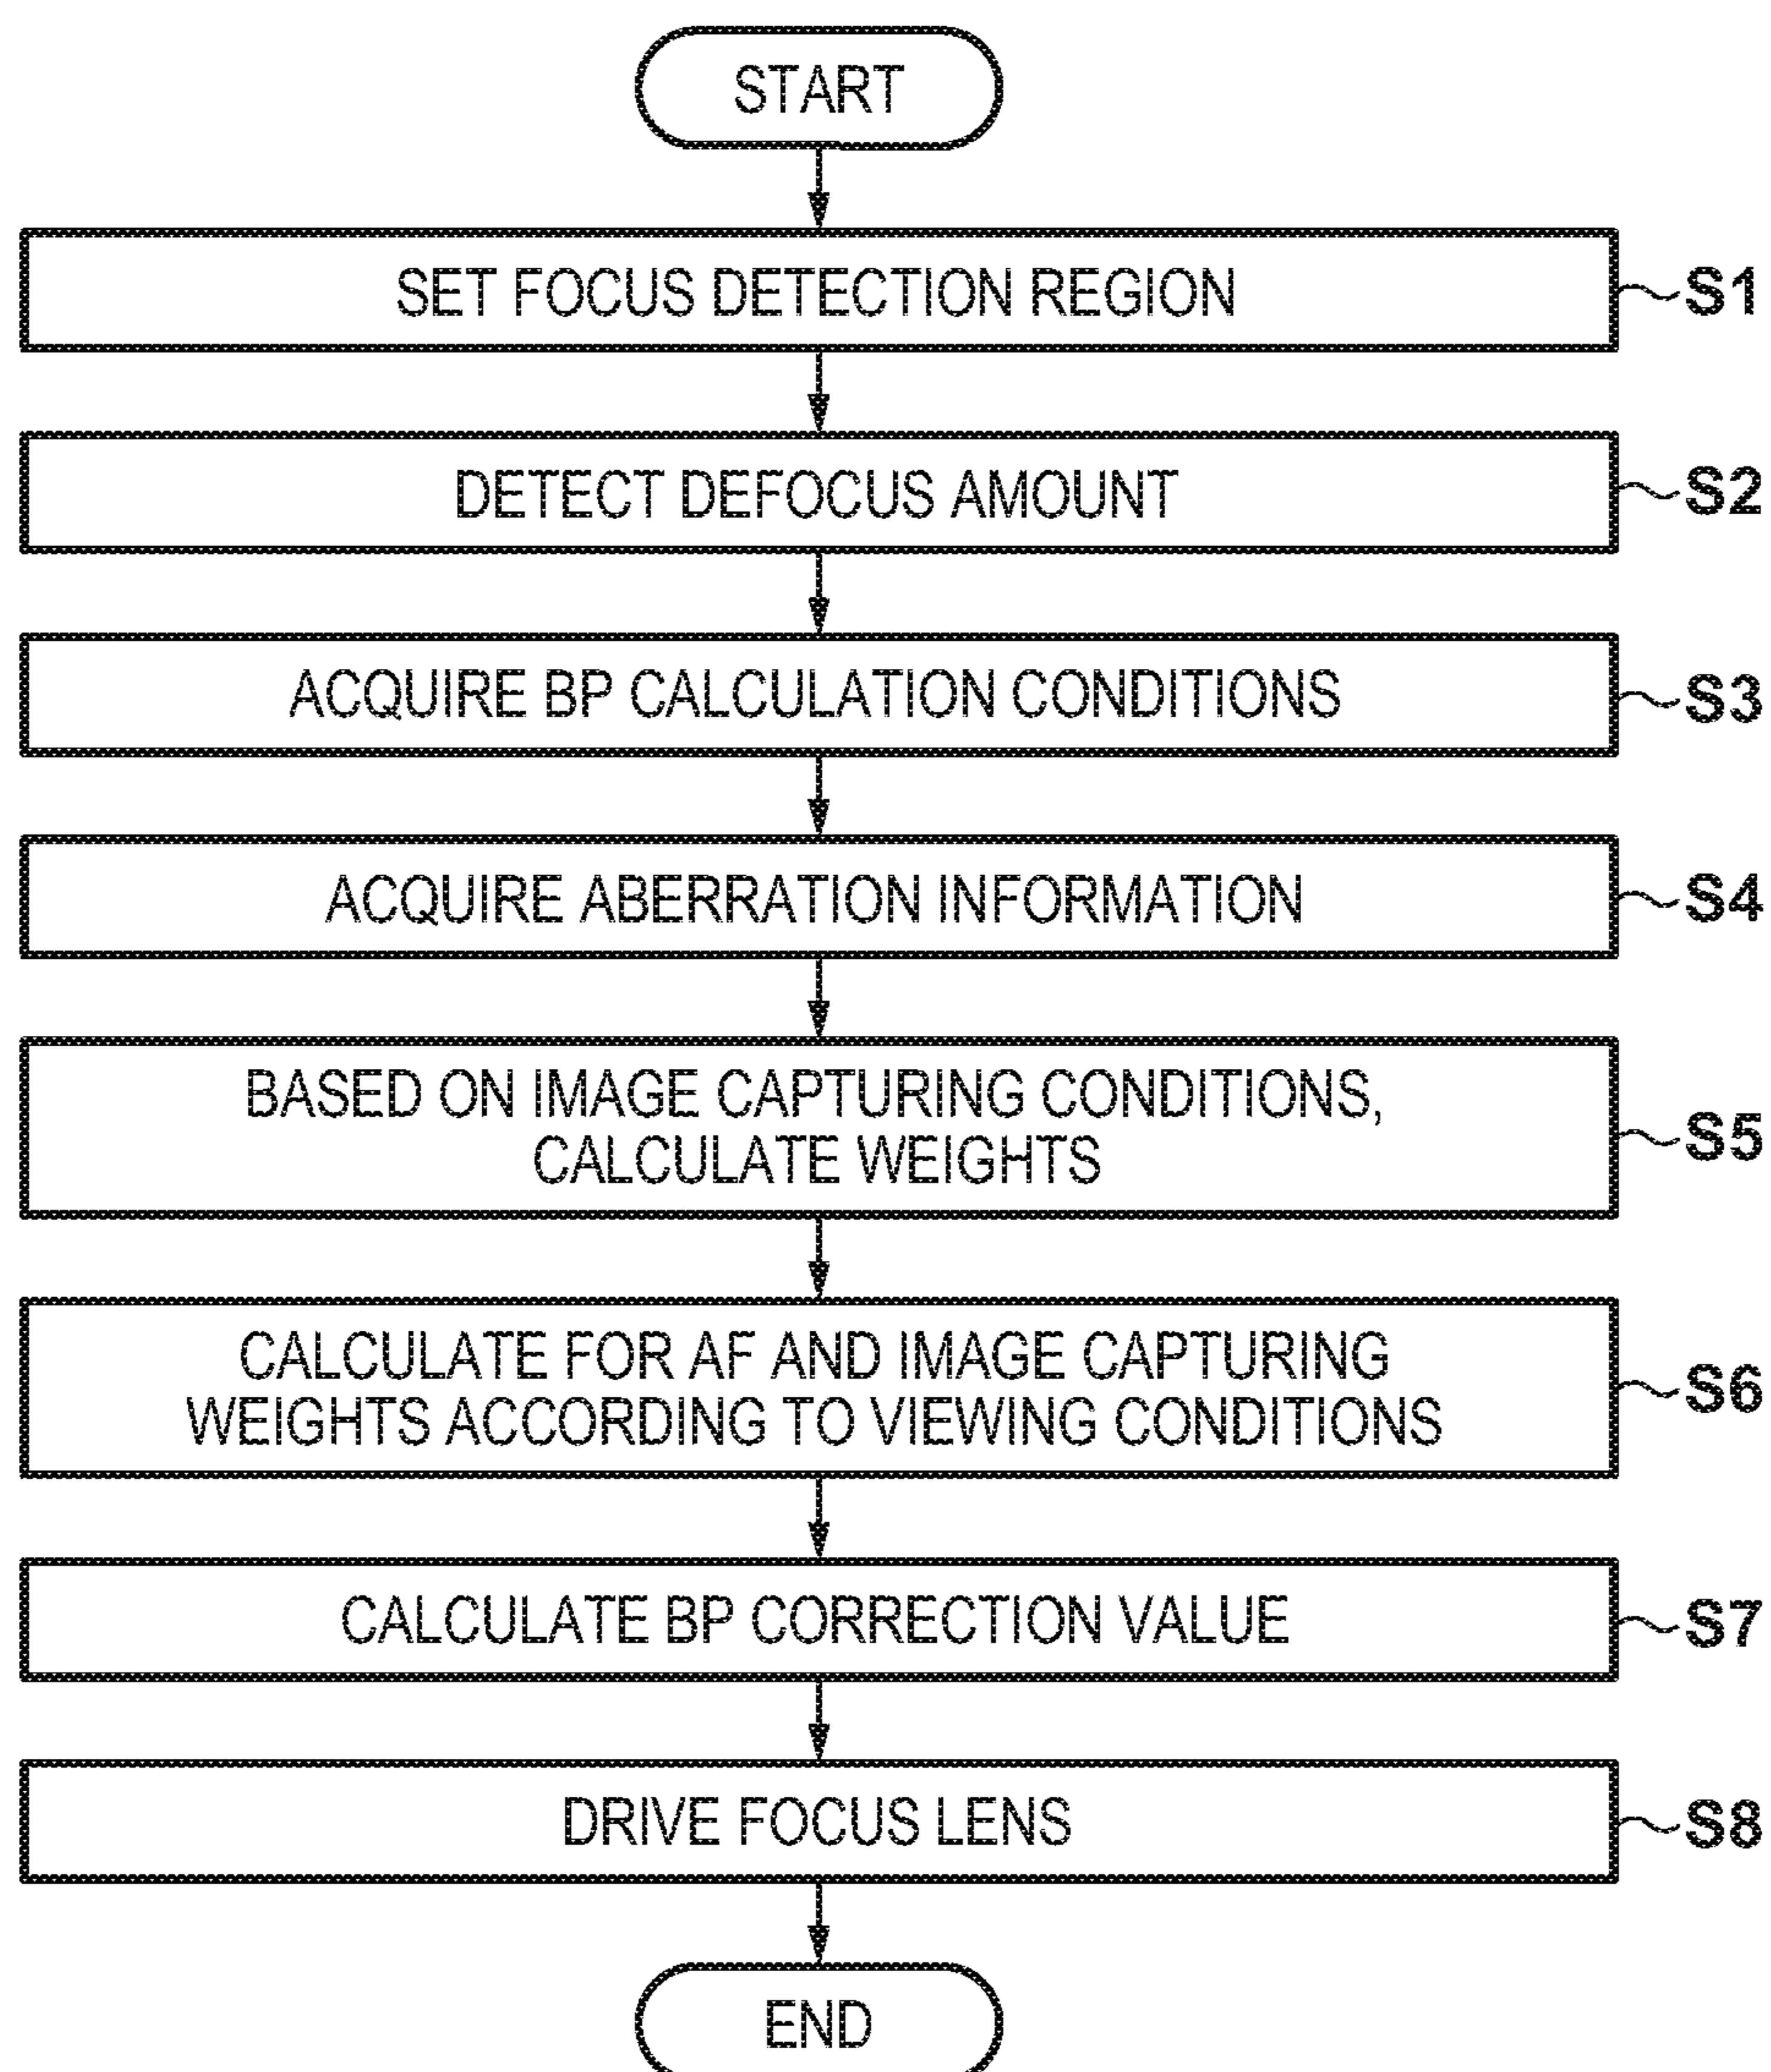 START
SET FOCUS DETECTION REGION
S1
DETECT DEFOCUS AMOUNT
S2
ACQUIRE BP CALCULATION CONDITIONS
S3
ACQUIRE ABERRATION INFORMATION
S4
BASED ON IMAGE CAPTURING CONDITIONS,
CALCULATE WEIGHTS
S5
CALCULATE FOR AF AND IMAGE CAPTURING
WEIGHTS ACCORDING TO VIEWING CONDITIONS
S6
CALCULATE BP CORRECTION VALUE
S7
DRIVE FOCUS LENS
S8
END